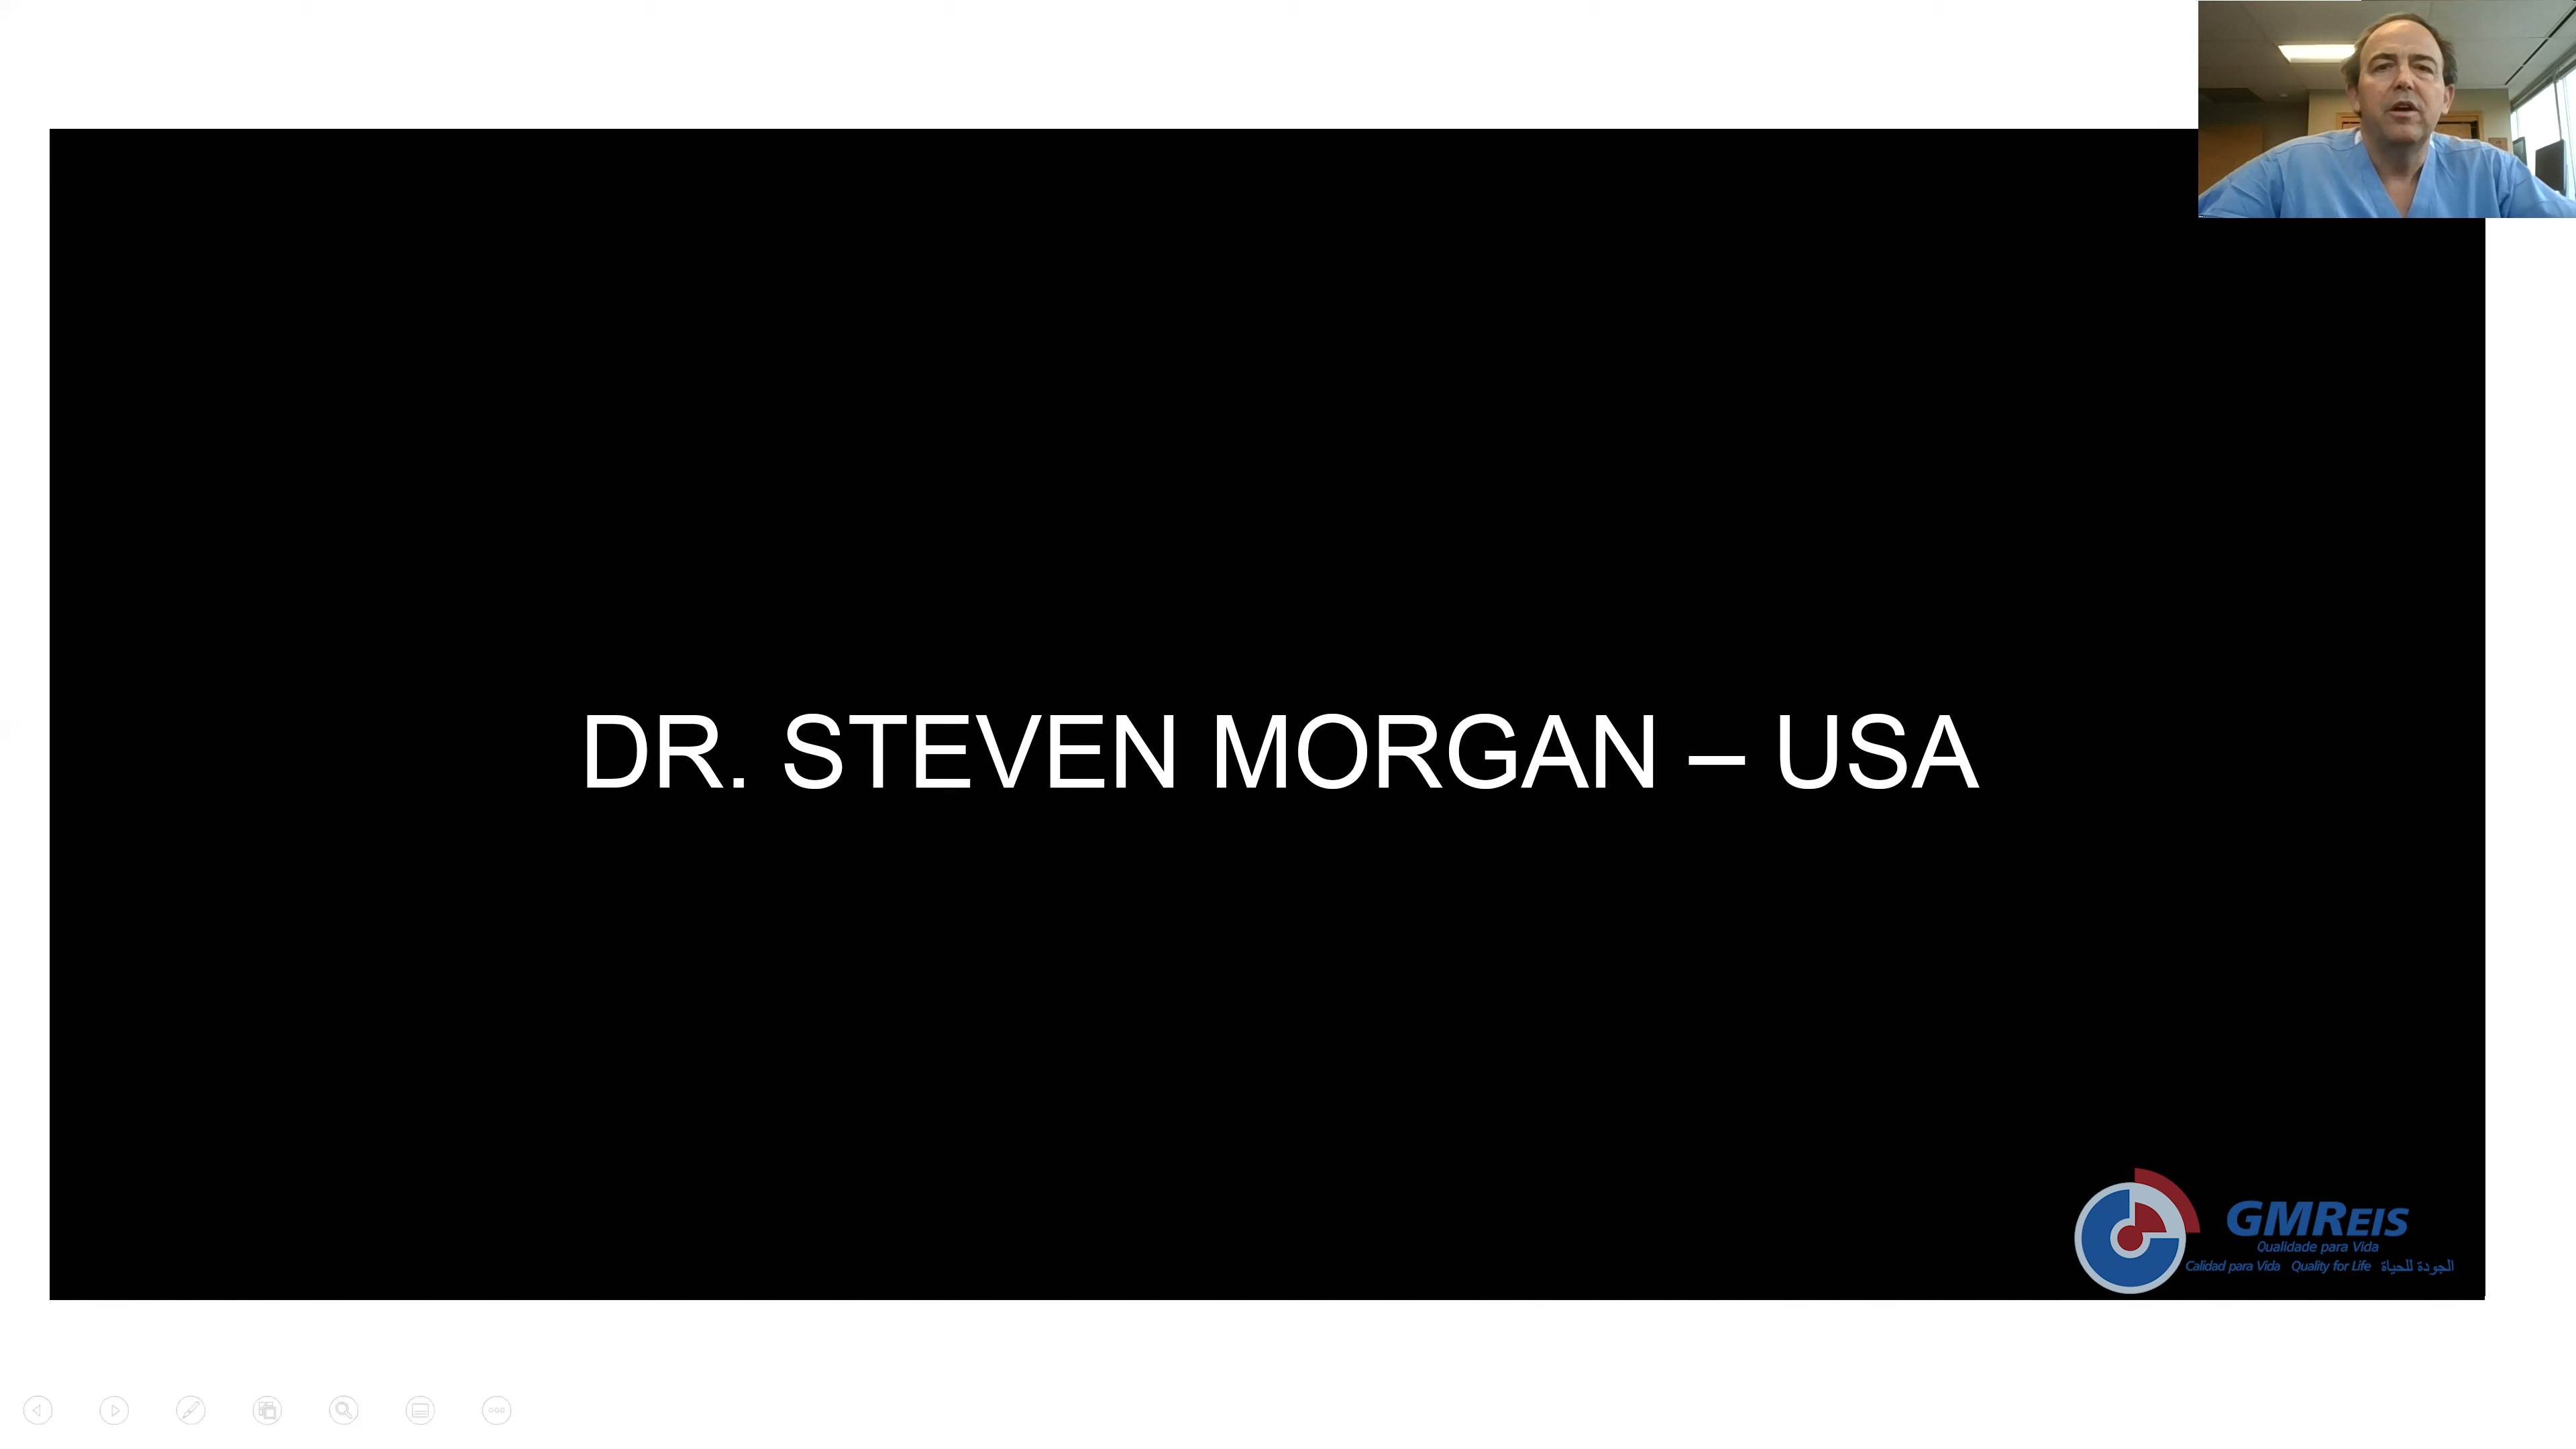 DR. STEVEN MORGAN – USA
GMREIS
Qualidade para Vida
Calidad para Vida Quality for Life الجودة للحياة